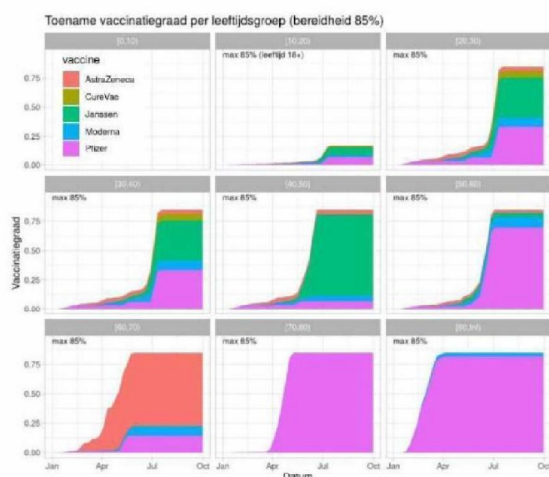 Toename vaccinatiegraad per leeftijdsgroep (bereidheid 85%)
[0,10)
[10,20)
[20,30)
vaccine
AstraZeneca
CureVac
Janssen
Moderna
Pfizer
max 85% (leeftijd 18+)
max 85%
0.75
0.50
0.25
0.00
[30,40)
[40,50)
[50,60)
max 85%
max 85%
max 85%
0.75
0.50
0.25
0.00
Vaccinatiegraad
[60,70)
[70,80)
max 85%
max 85%
max 85%
0.75
0.50
0.25
0.00
Jan Apr Jul Oct
Jan Apr Jul Oct
Jan Apr Jul Oct
Datum